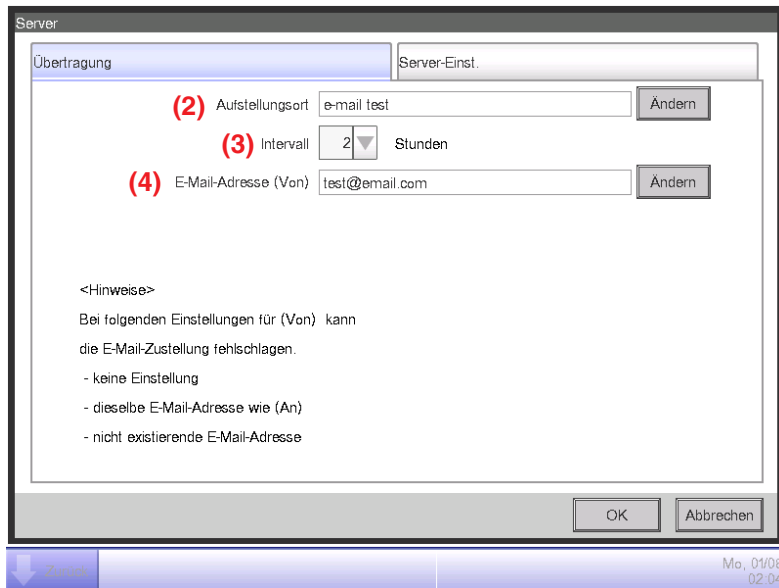 Server
Übertragung
Server-Einst.
(2) Aufstellungsort e-mail test Ändern
(3) Intervall 2 Stunden
(4) E-Mail-Adresse (Von) test@email.com Ändern
<Hinweise>
Bei folgenden Einstellungen für (Von) kann
die E-Mail-Zustellung fehlschlagen.
- keine Einstellung
- dieselbe E-Mail-Adresse wie (An)
- nicht existierende E-Mail-Adresse
OK Abbrechen
Mo, 01/08